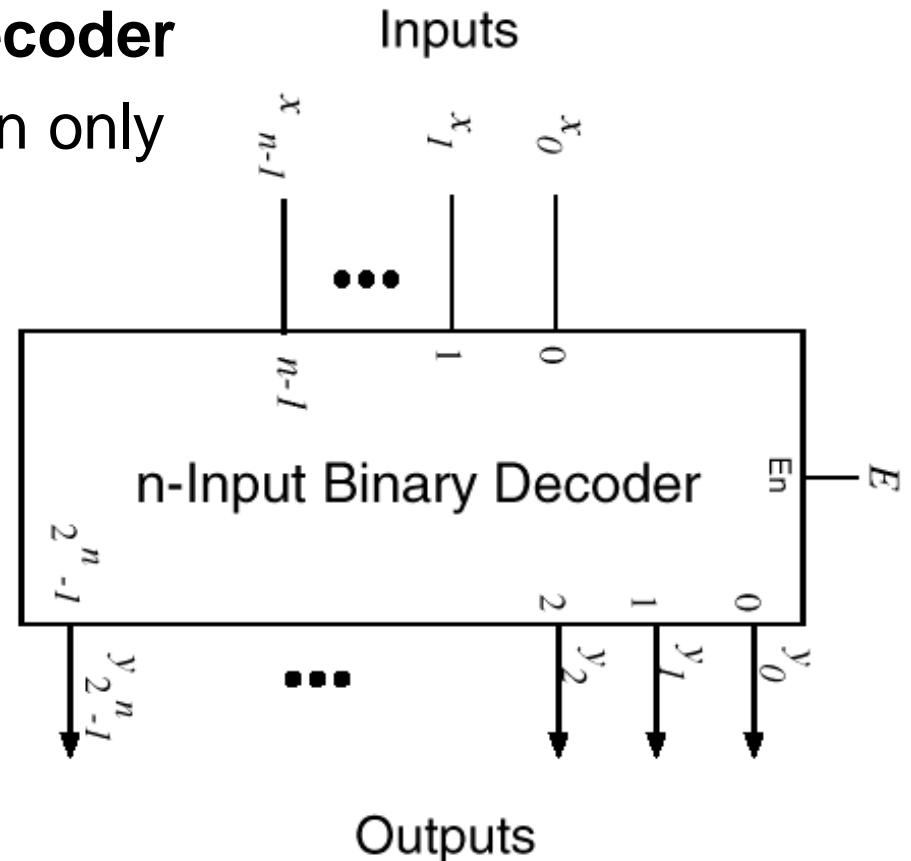 ecoder
n only
Inputs
x n-1
x 1
x 0
n-1
1
0
n-Input Binary Decoder
En
E
2^n -1
2
1
0
y 2^n -1
y 2
y 1
y 0
Outputs